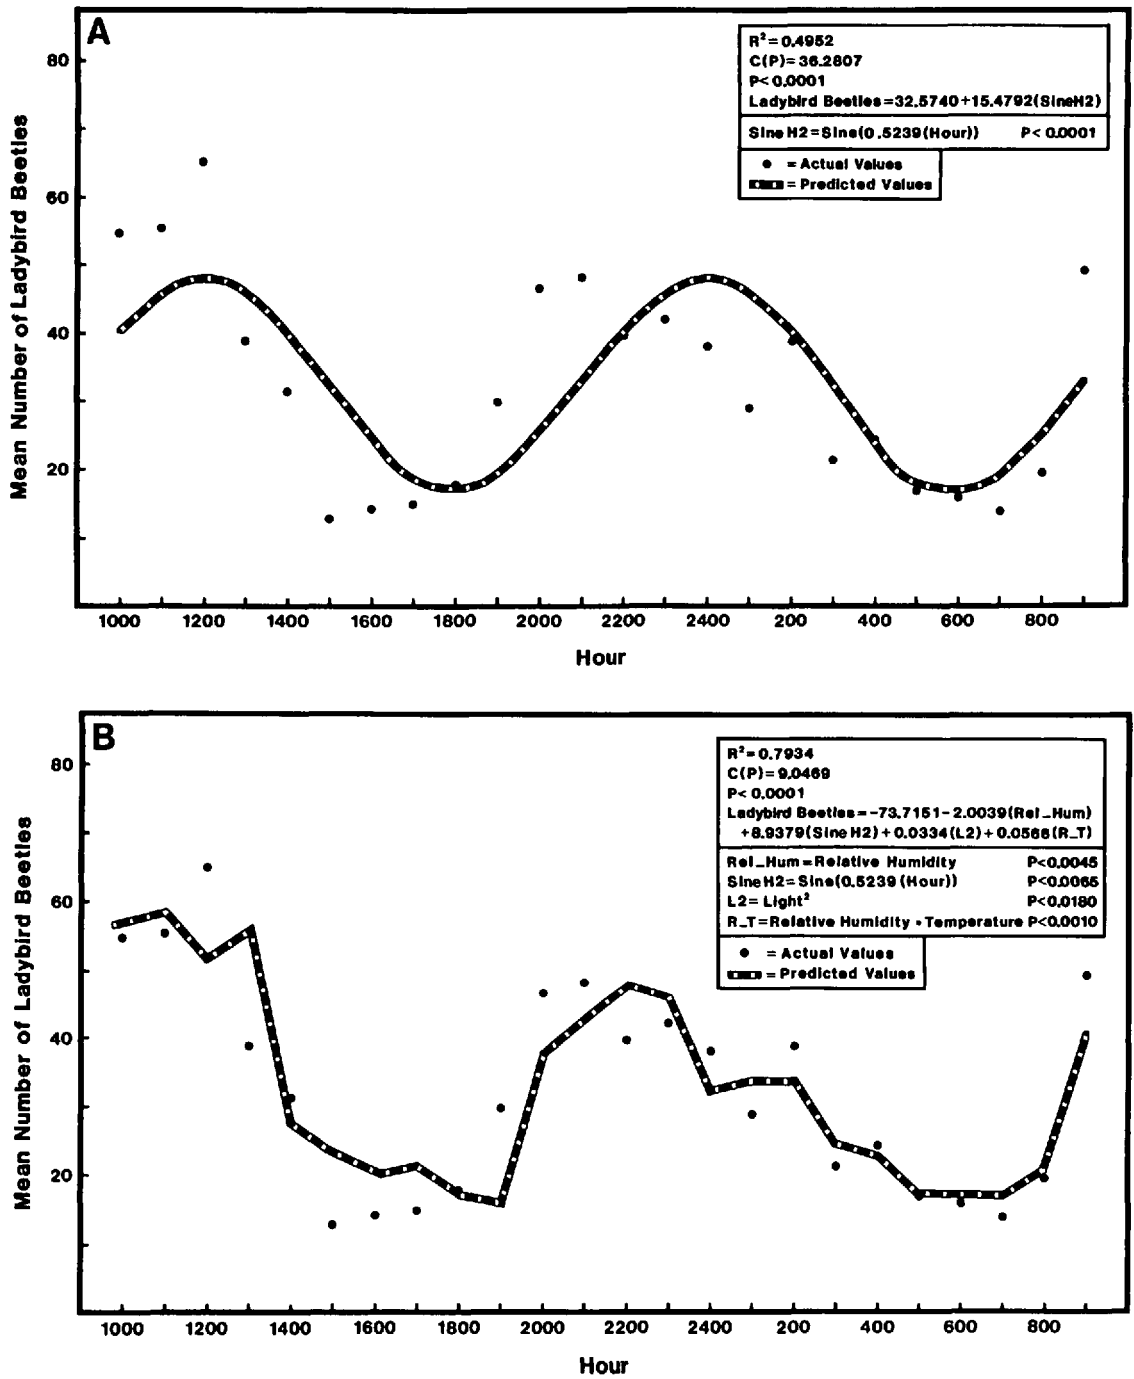 A
R²=0.4952
C(P)=36.2807
P<0.0001
Ladybird Beetles=32.5740+15.4792(SineH2)
Sine H2=Sine(0.5239(Hour)) P<0.0001
• = Actual Values
= Predicted Values
80
60
40
20
Mean Number of Ladybird Beetles
1000 1200 1400 1600 1800 2000 2200 2400 200 400 600 800
Hour
B
R²=0.7934
C(P)=9.0469
P<0.0001
Ladybird Beetles=-73.7151-2.0039(Rel_Hum)
+8.9379(Sine H2)+0.0334(L2)+0.0566(R_T)
Rel_Hum=Relative Humidity P<0.0045
Sine H2=Sine(0.5239(Hour)) P<0.0065
L2=Light² P<0.0180
R_T=Relative Humidity • Temperature P<0.0010
• = Actual Values
= Predicted Values
80
60
40
20
Mean Number of Ladybird Beetles
1000 1200 1400 1600 1800 2000 2200 2400 200 400 600 800
Hour